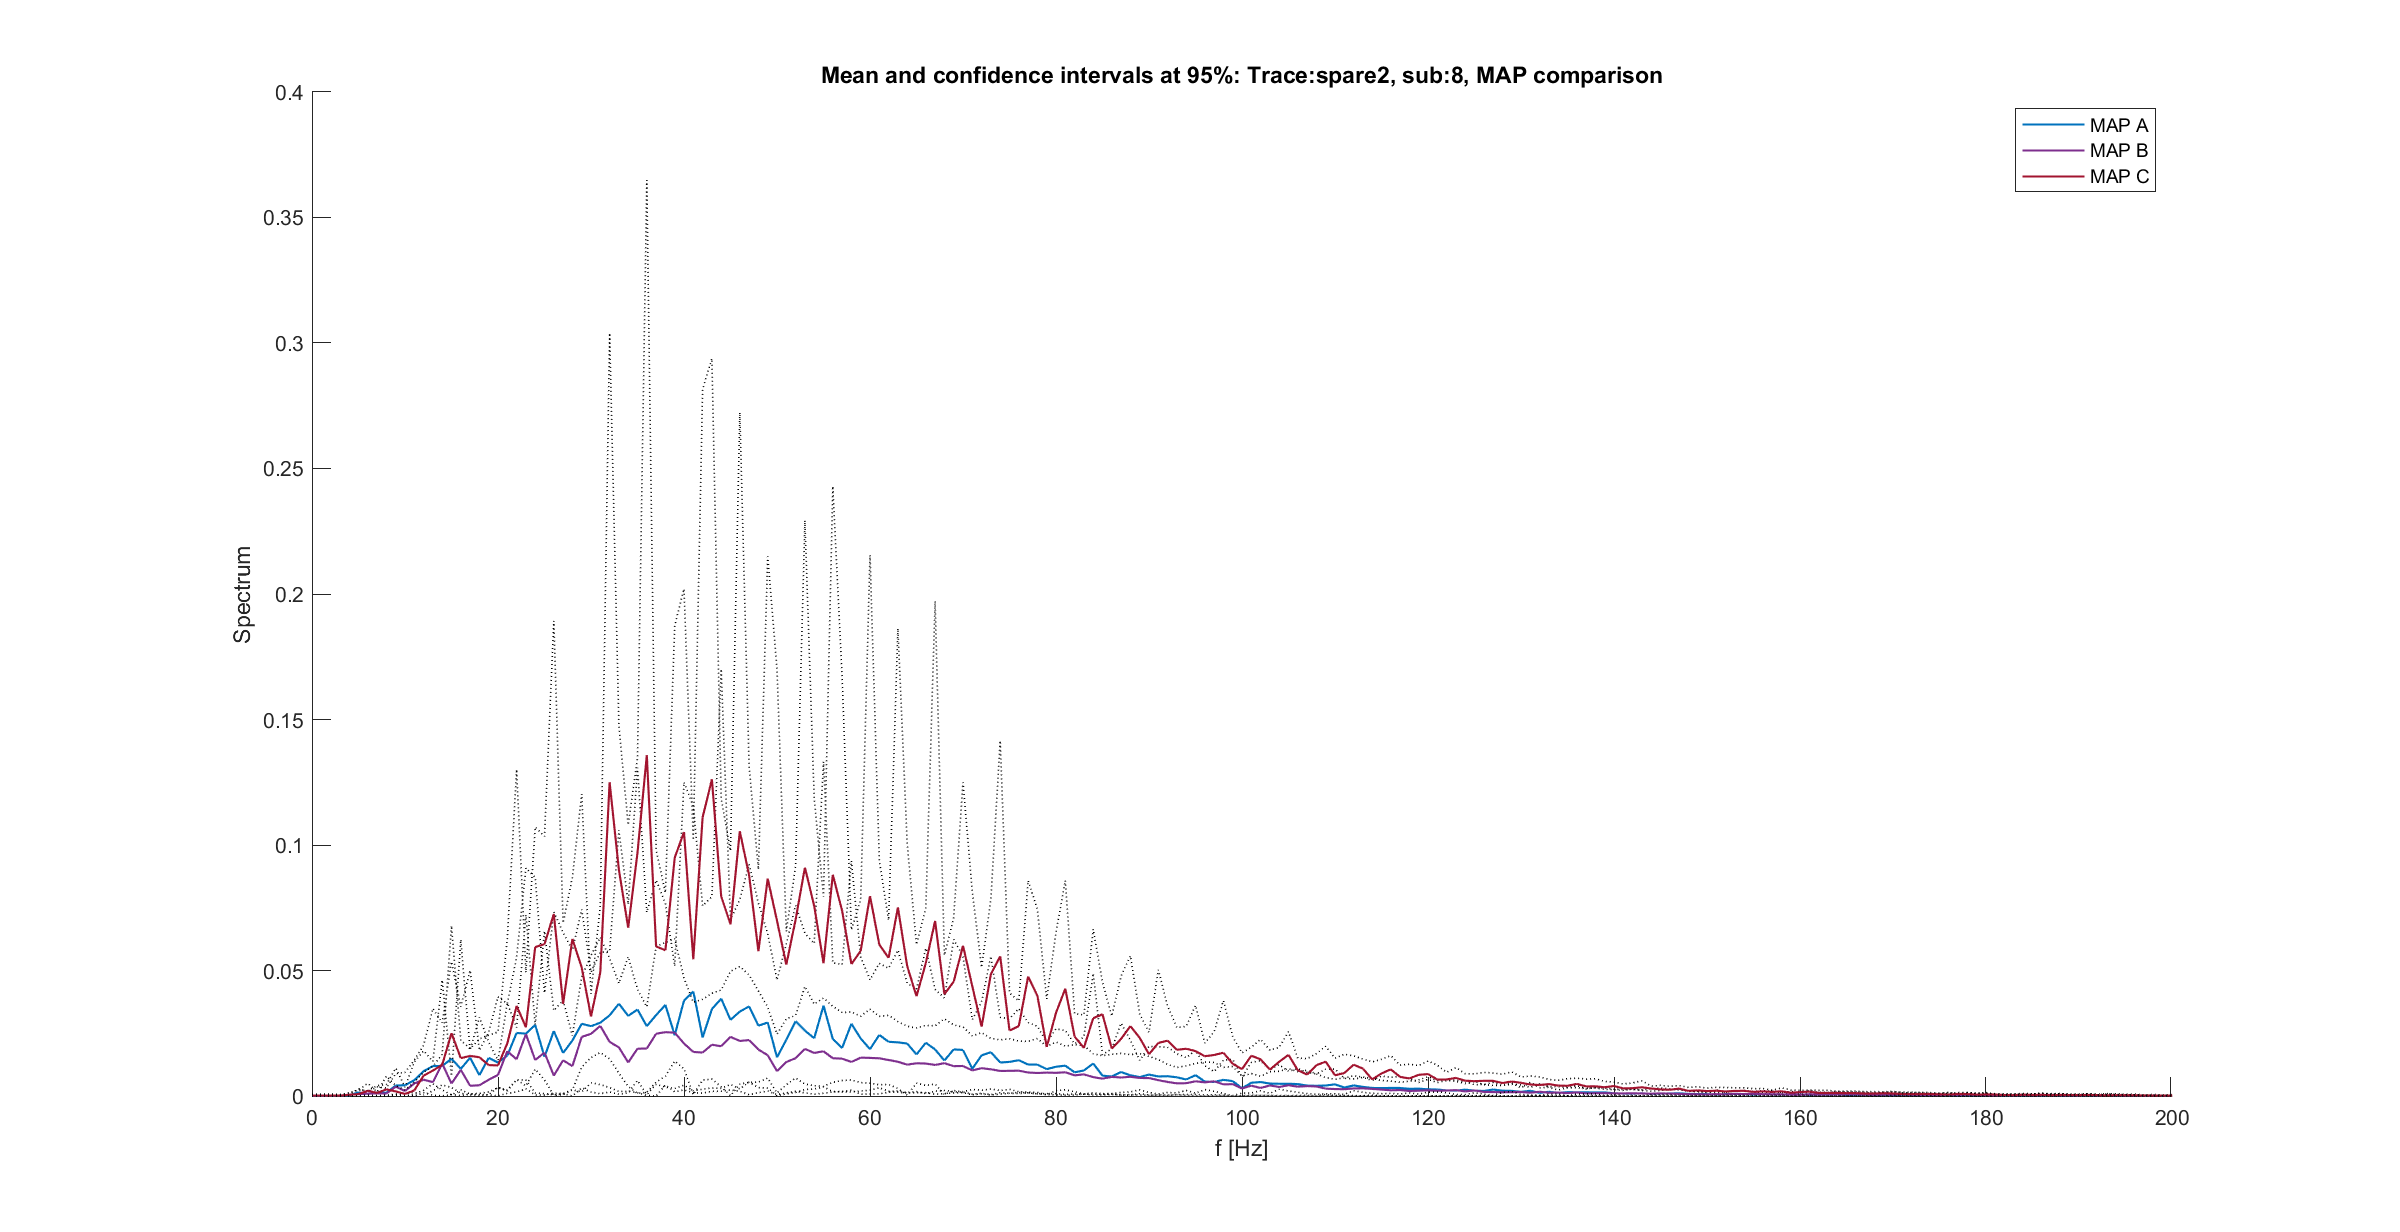 Mean and confidence intervals at 95%: Trace:spare2, sub:8, MAP comparison
MAP A
MAP B
MAP C
0.4
0.35
0.3
0.25
0.2
0.15
0.1
0.05
0
Spectrum
0 20 40 60 80 100 120 140 160 180 200
f [Hz]